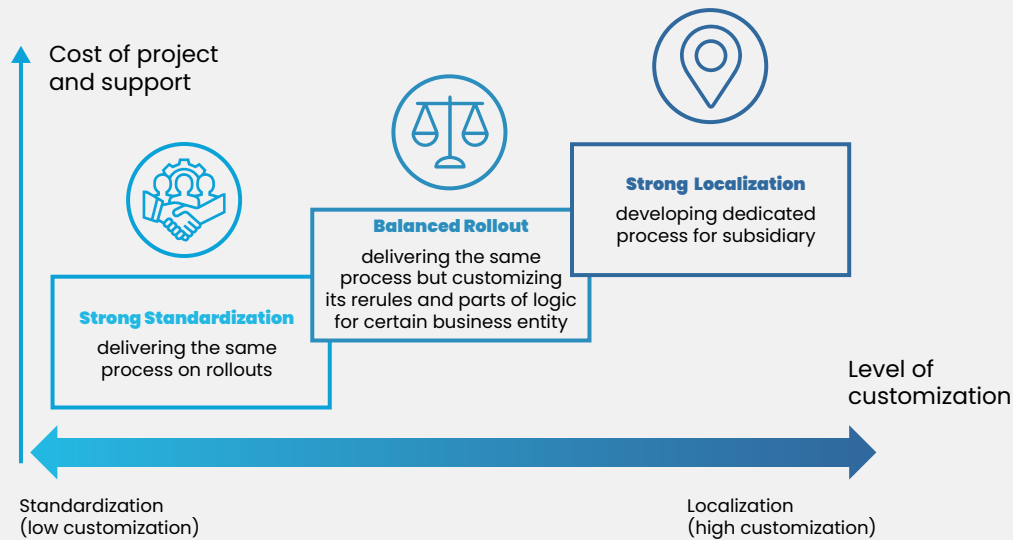 Cost of project
and support
Strong Localization
developing dedicated
process for subsidiary
Balanced Rollout
delivering the same
process but customizing
its rerules and parts of logic
for certain business entity
Strong Standardization
delivering the same
process on rollouts
Level of
customization
Standardization
(low customization)
Localization
(high customization)